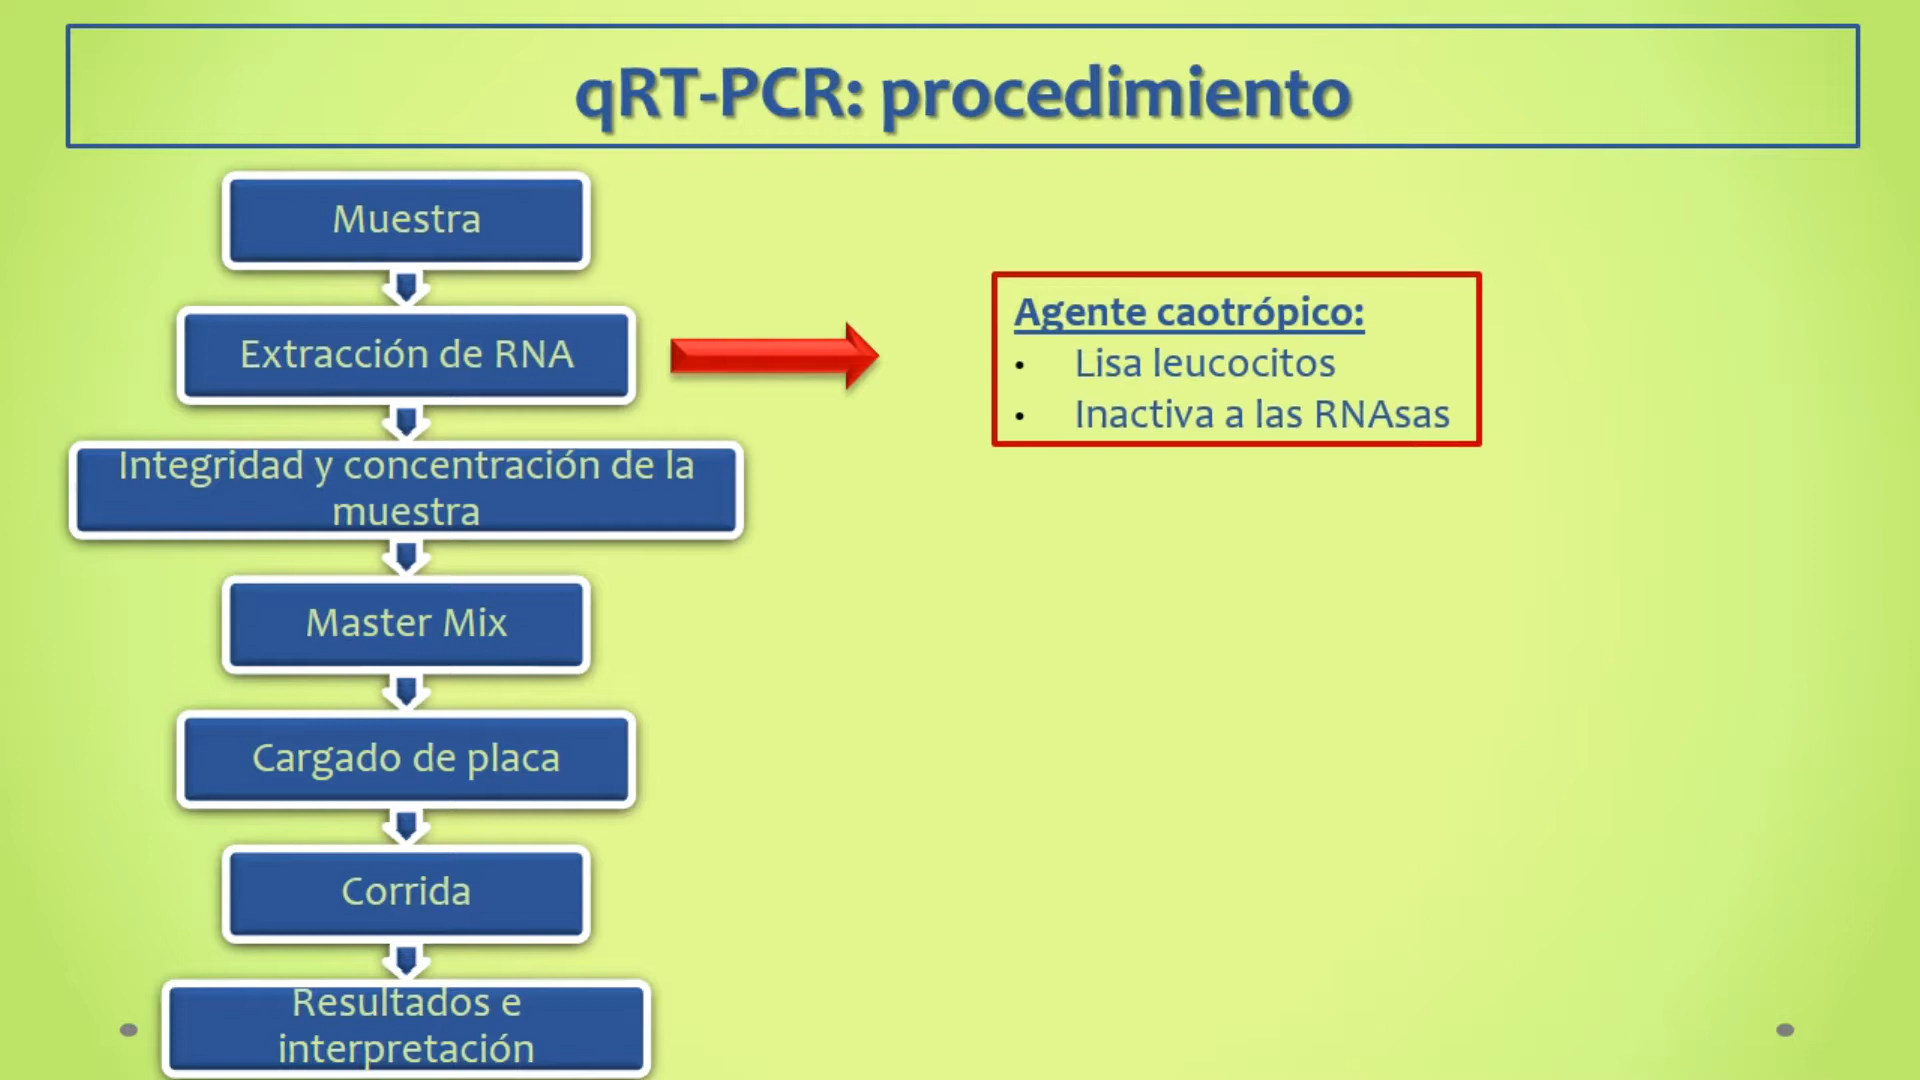 qRT-PCR: procedimiento
Muestra
Extracción de RNA
Integridad y concentración de la
muestra
Master Mix
Cargado de placa
Corrida
Resultados e
interpretación
Agente caotrópico:
• Lisa leucocitos
• Inactiva a las RNAsas